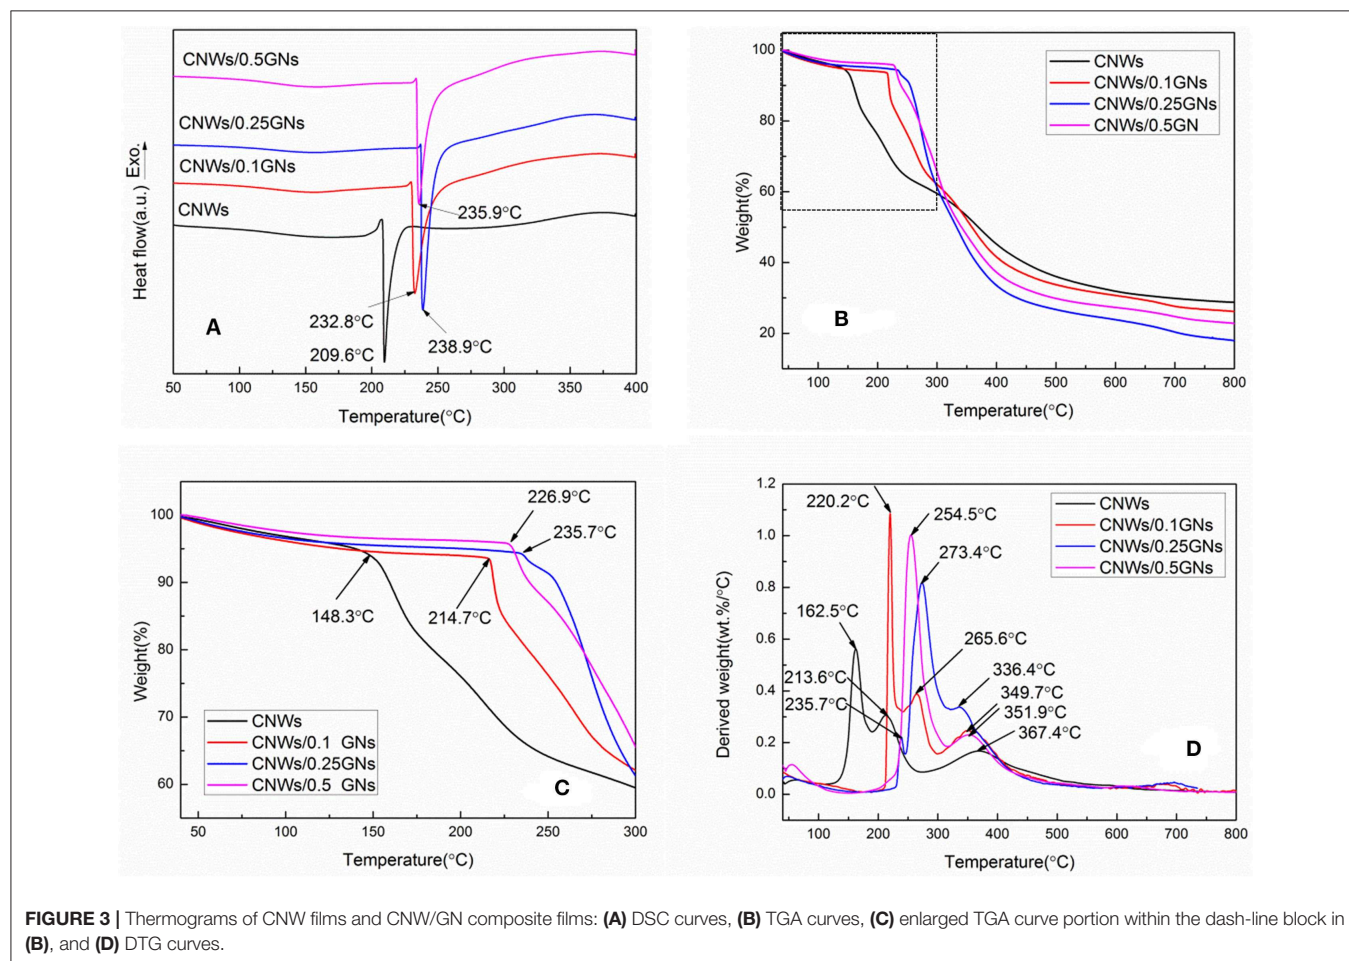 CNWs/0.5GNs
CNWs/0.25GNs
CNWs/0.1GNs
CNWs
Heat flow(a.u.) Exo.
235.9°C
232.8°C
209.6°C
238.9°C
A
50 100 150 200 250 300 350 400
Temperature(°C)
CNWs
CNWs/0.1GNs
CNWs/0.25GNs
CNWs/0.5GN
Weight(%)
100
80
60
40
20
B
100 200 300 400 500 600 700 800
Temperature(°C)
Weight(%)
100
90
80
70
60
226.9°C
235.7°C
148.3°C
214.7°C
CNWs
CNWs/0.1 GNs
CNWs/0.25GNs
CNWs/0.5 GNs
C
50 100 150 200 250 300
Temperature(°C)
Derived weight(wt.%/°C)
1.2
1.0
0.8
0.6
0.4
0.2
0.0
220.2°C
254.5°C
273.4°C
162.5°C
265.6°C
213.6°C
235.7°C
336.4°C
349.7°C
351.9°C
367.4°C
CNWs
CNWs/0.1GNs
CNWs/0.25GNs
CNWs/0.5GNs
D
100 200 300 400 500 600 700 800
Temperature(°C)
FIGURE 3 | Thermograms of CNW films and CNW/GN composite films: (A) DSC curves, (B) TGA curves, (C) enlarged TGA curve portion within the dash-line block in
(B), and (D) DTG curves.